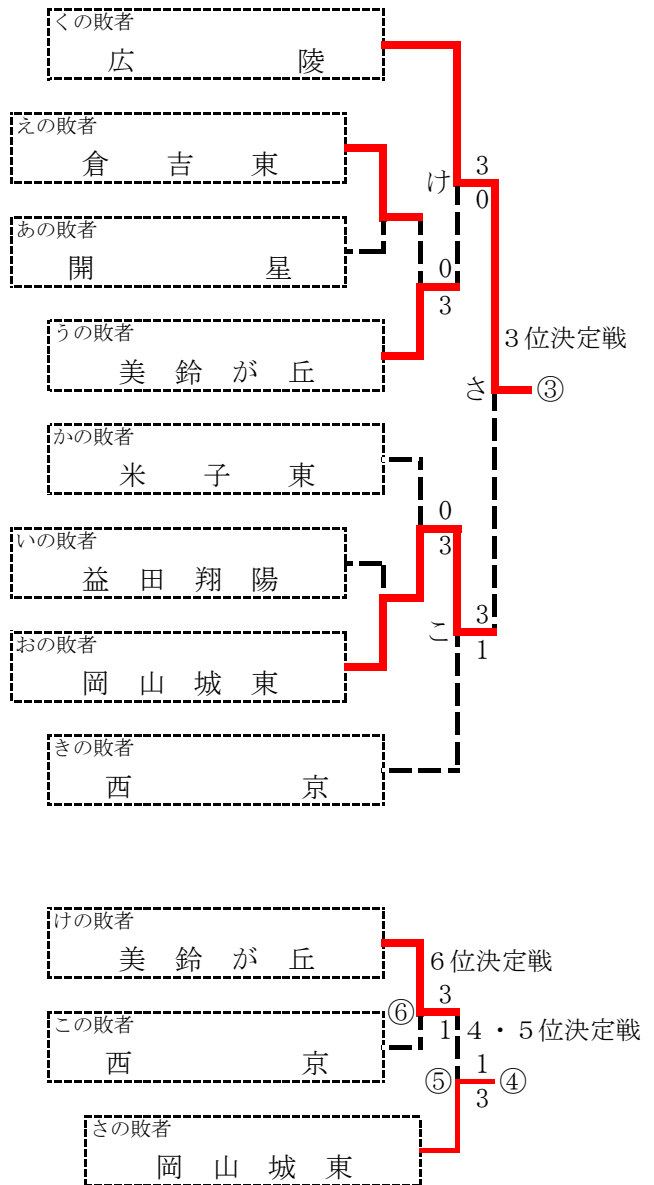 くの敗者
広陵
えの敗者
倉吉東
け
3
0
あの敗者
開星
0
3
うの敗者
美鈴が丘
3位決定戦
さ
③
かの敗者
米子東
0
3
いの敗者
益田翔陽
こ
3
1
おの敗者
岡山城東
きの敗者
西京
けの敗者
美鈴が丘
6位決定戦
⑥
3
1
この敗者
西京
4・5位決定戦
⑤
1
3
④
さの敗者
岡山城東